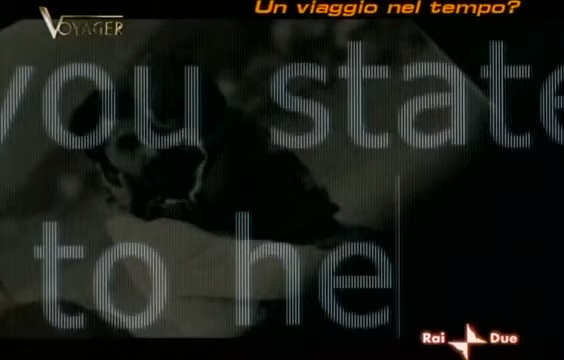 Un viaggio nel tempo?
VOYAGER
you state
to he
Rai Due